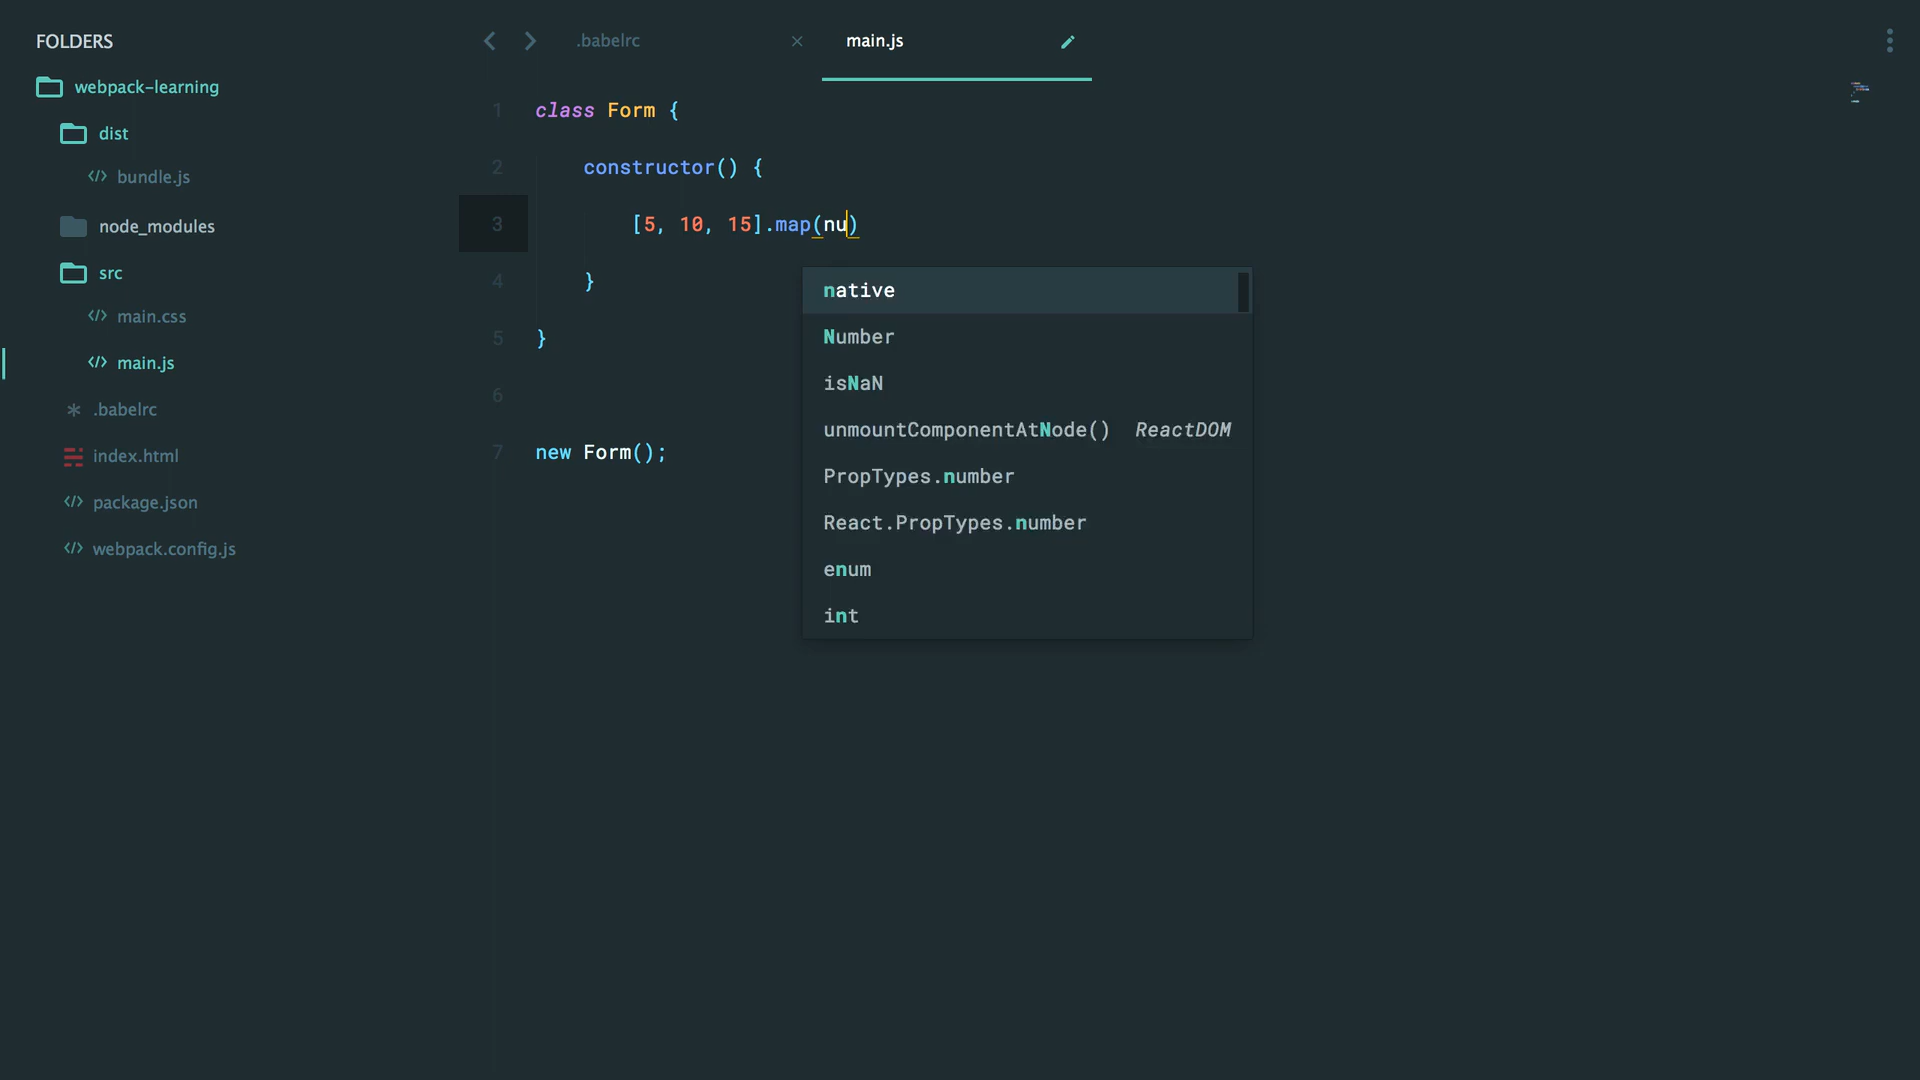 FOLDERS
webpack-learning
dist
</> bundle.js
node_modules
src
</> main.css
</> main.js
* .babelrc
index.html
</> package.json
</> webpack.config.js
.babelrc
main.js
1 class Form {
2 constructor() {
3 [5, 10, 15].map(nu)
4 }
5 }
6
7 new Form();
native
Number
isNaN
unmountComponentAtNode() ReactDOM
PropTypes.number
React.PropTypes.number
enum
int